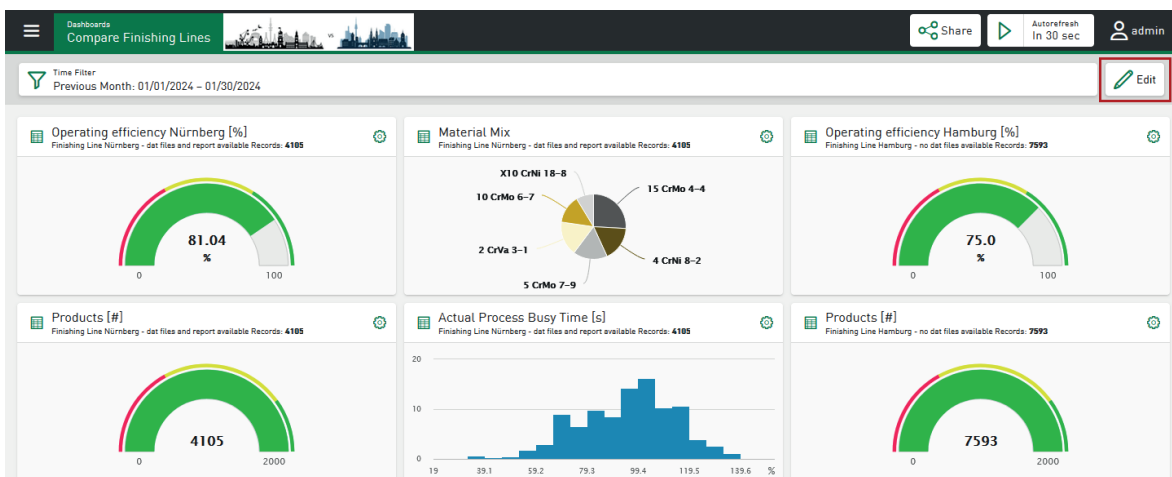 Dashboards
Compare Finishing Lines
vs
Share
Autorefresh
In 30 sec
admin
Time Filter
Previous Month: 01/01/2024 – 01/30/2024
Edit
Operating efficiency Nürnberg [%]
Finishing Line Nürnberg - dat files and report available Records: 4105
81.04
%
0
100
Material Mix
Finishing Line Nürnberg - dat files and report available Records: 4105
X10 CrNi 18-8
15 CrMo 4-4
10 CrMo 6-7
2 CrVa 3-1
4 CrNi 8-2
5 CrMo 7-9
Operating efficiency Hamburg [%]
Finishing Line Hamburg - no dat files available Records: 7593
75.0
%
0
100
Products [#]
Finishing Line Nürnberg - dat files and report available Records: 4105
4105
0
2000
Actual Process Busy Time [s]
Finishing Line Nürnberg - dat files and report available Records: 4105
20
10
0
19 39.1 59.2 79.3 99.4 119.5 139.6 %
Products [#]
Finishing Line Hamburg - no dat files available Records: 7593
7593
0
2000